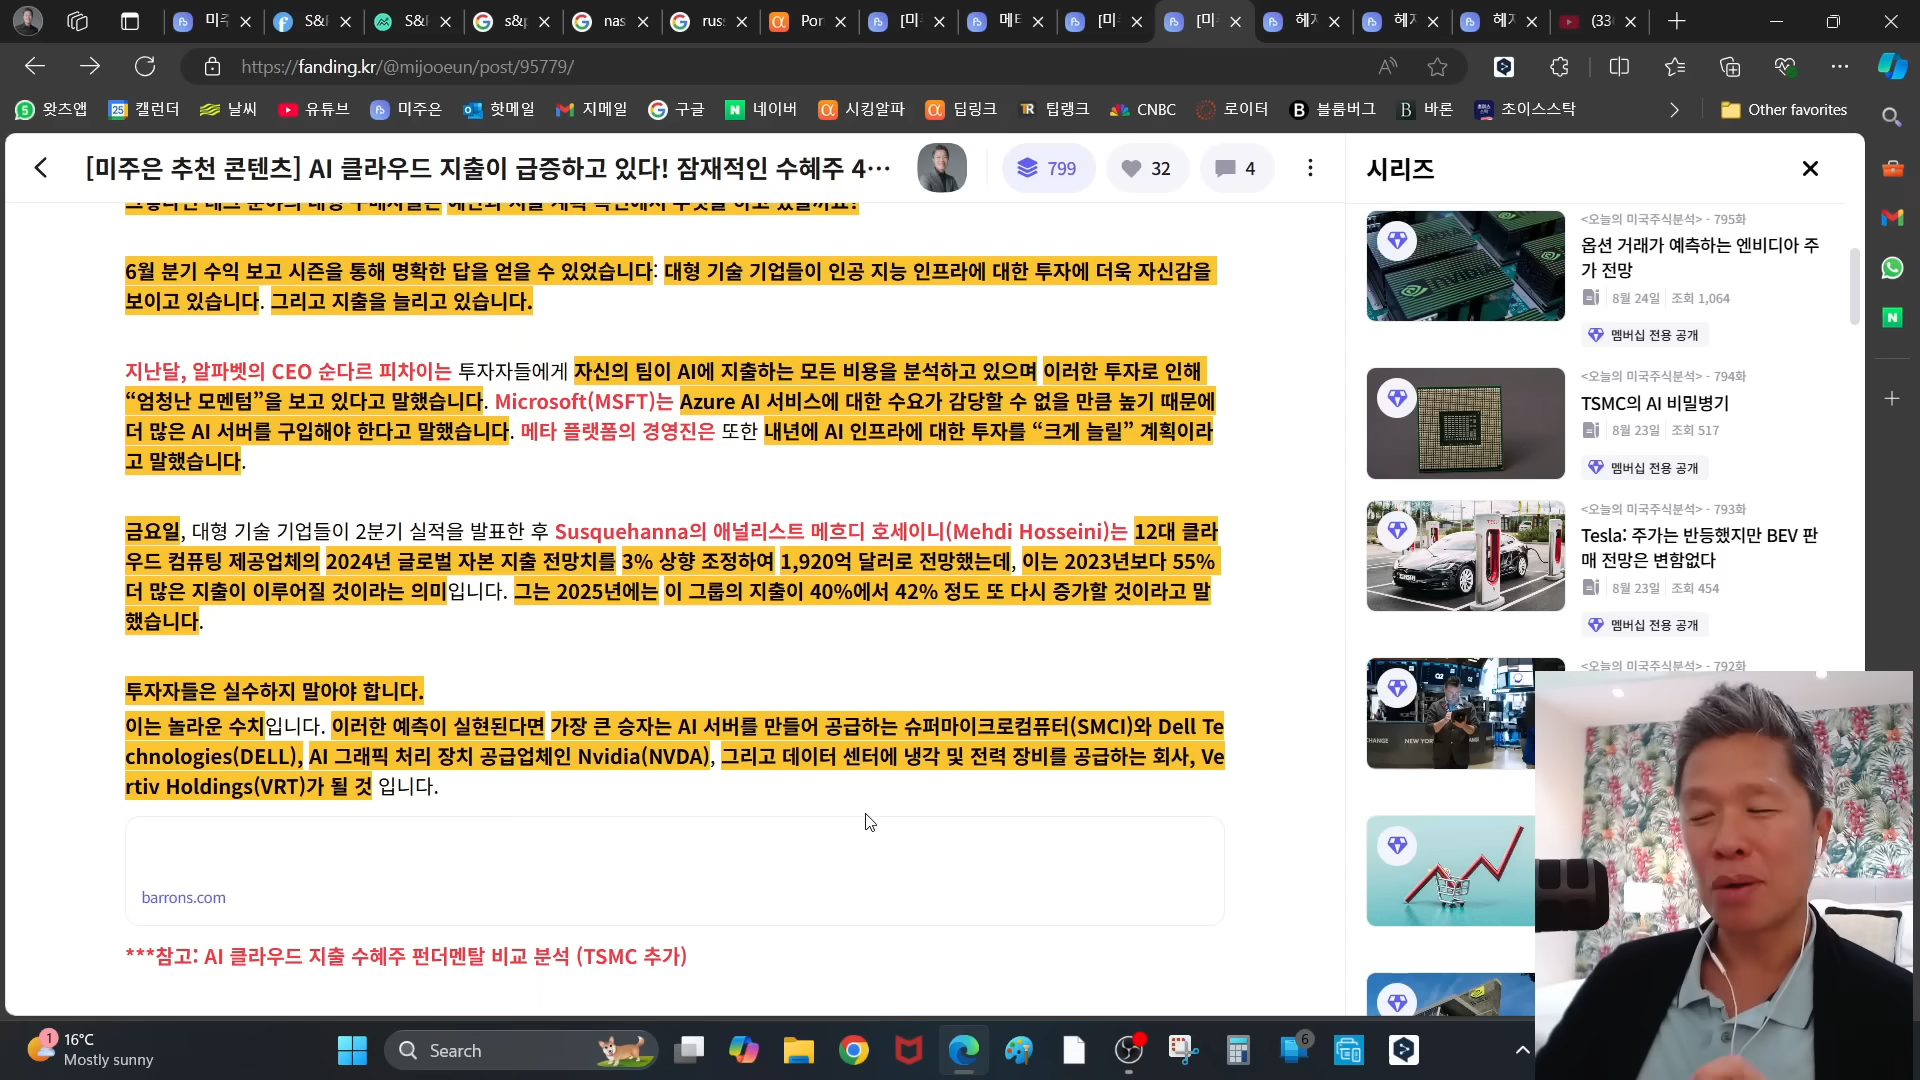 미주
S&F
S&F
s&p
nas
rus
Por
[미
메타
[미
[미
헤지
헤지
헤지
(33
https://fanding.kr/@mijooeun/post/95779/
왓츠앱
캘린더
날씨
유튜브
미주은
핫메일
지메일
구글
네이버
시킹알파
딥링크
팁랭크
CNBC
로이터
블룸버그
바론
초이스스탁
Other favorites
[미주은 추천 콘텐츠] AI 클라우드 지출이 급증하고 있다! 잠재적인 수혜주 4…
799
32
4
6월 분기 수익 보고 시즌을 통해 명확한 답을 얻을 수 있었습니다: 대형 기술 기업들이 인공 지능 인프라에 대한 투자에 더욱 자신감을
보이고 있습니다. 그리고 지출을 늘리고 있습니다.
지난달, 알파벳의 CEO 순다르 피차이는 투자자들에게 자신의 팀이 AI에 지출하는 모든 비용을 분석하고 있으며 이러한 투자로 인해
“엄청난 모멘텀”을 보고 있다고 말했습니다. Microsoft(MSFT)는 Azure AI 서비스에 대한 수요가 감당할 수 없을 만큼 높기 때문에
더 많은 AI 서버를 구입해야 한다고 말했습니다. 메타 플랫폼의 경영진은 또한 내년에 AI 인프라에 대한 투자를 “크게 늘릴” 계획이라
고 말했습니다.
금요일, 대형 기술 기업들이 2분기 실적을 발표한 후 Susquehanna의 애널리스트 메흐디 호세이니(Mehdi Hosseini)는 12대 클라
우드 컴퓨팅 제공업체의 2024년 글로벌 자본 지출 전망치를 3% 상향 조정하여 1,920억 달러로 전망했는데, 이는 2023년보다 55%
더 많은 지출이 이루어질 것이라는 의미입니다. 그는 2025년에는 이 그룹의 지출이 40%에서 42% 정도 또 다시 증가할 것이라고 말
했습니다.
투자자들은 실수하지 말아야 합니다.
이는 놀라운 수치입니다. 이러한 예측이 실현된다면 가장 큰 승자는 AI 서버를 만들어 공급하는 슈퍼마이크로컴퓨터(SMCI)와 Dell Te
chnologies(DELL), AI 그래픽 처리 장치 공급업체인 Nvidia(NVDA), 그리고 데이터 센터에 냉각 및 전력 장비를 공급하는 회사, Ve
rtiv Holdings(VRT)가 될 것 입니다.
barrons.com
***참고: AI 클라우드 지출 수혜주 펀더멘탈 비교 분석 (TSMC 추가)
시리즈
<오늘의 미국주식분석> - 795화
옵션 거래가 예측하는 엔비디아 주
가 전망
8월 24일 조회 1,064
멤버십 전용 공개
<오늘의 미국주식분석> - 794화
TSMC의 AI 비밀병기
8월 23일 조회 517
멤버십 전용 공개
<오늘의 미국주식분석> - 793화
Tesla: 주가는 반등했지만 BEV 판
매 전망은 변함없다
8월 23일 조회 454
멤버십 전용 공개
<오늘의 미국주식분석> - 792화
16°C
Mostly sunny
Search
6